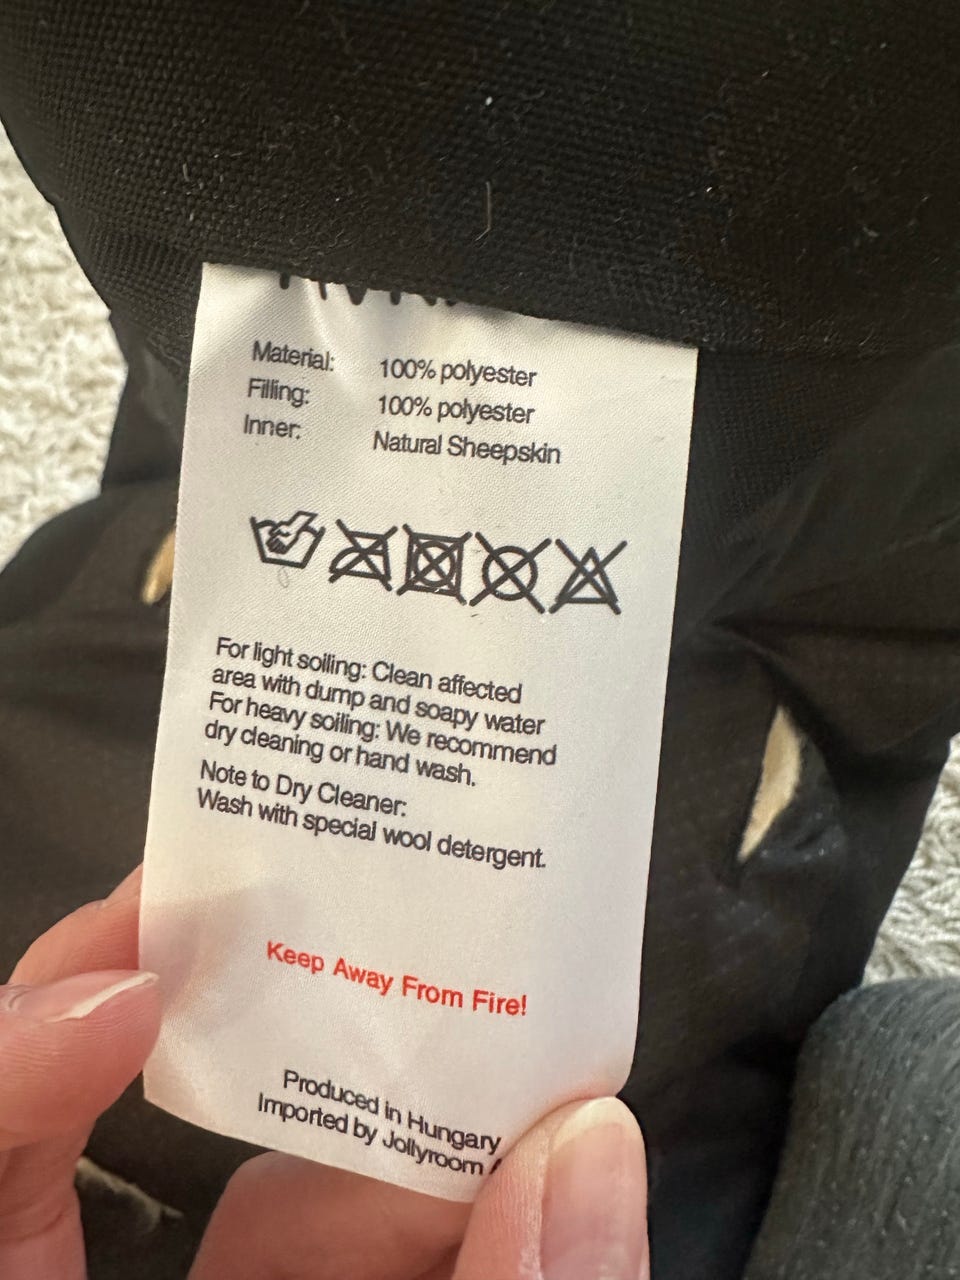 Material: 100% polyester
Filling: 100% polyester
Inner: Natural Sheepskin
For light soiling: Clean affected
area with dump and soapy water
For heavy soiling: We recommend
dry cleaning or hand wash.
Note to Dry Cleaner:
Wash with special wool detergent.
Keep Away From Fire!
Produced in Hungary
Imported by Jollyroom